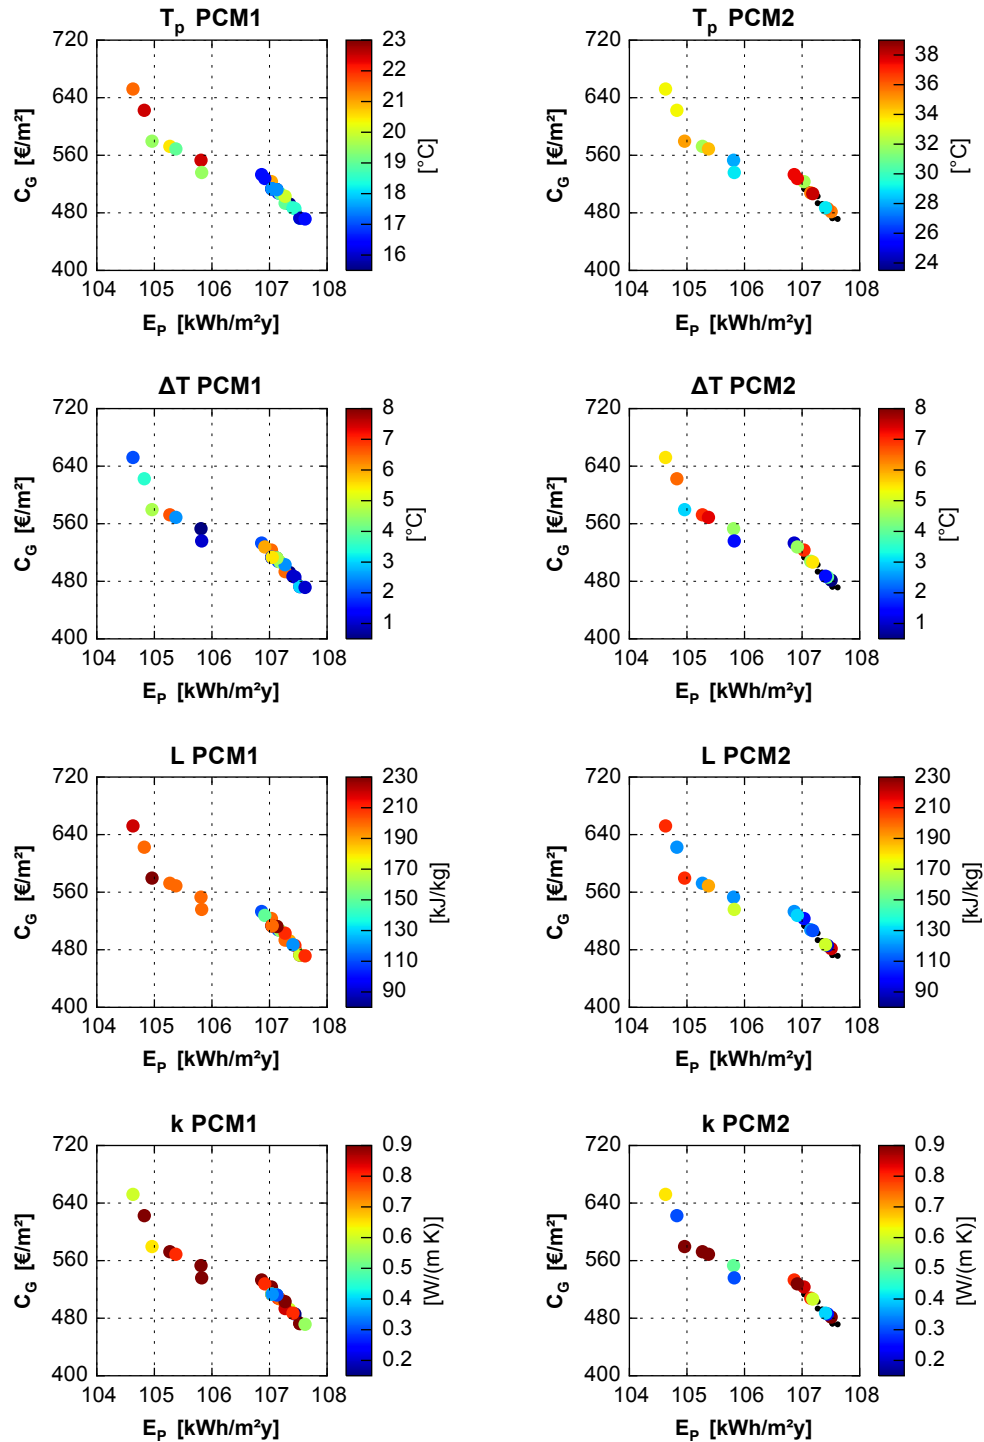 Tₚ PCM1
720
640
560
480
400
C_G [€/m²]
104 105 106 107 108
E_P [kWh/m²y]
23
22
21
20
19
18
17
16
[°C]
Tₚ PCM2
720
640
560
480
400
C_G [€/m²]
104 105 106 107 108
E_P [kWh/m²y]
38
36
34
32
30
28
26
24
[°C]
ΔT PCM1
720
640
560
480
400
C_G [€/m²]
104 105 106 107 108
E_P [kWh/m²y]
8
7
6
5
4
3
2
1
[°C]
ΔT PCM2
720
640
560
480
400
C_G [€/m²]
104 105 106 107 108
E_P [kWh/m²y]
8
7
6
5
4
3
2
1
[°C]
L PCM1
720
640
560
480
400
C_G [€/m²]
104 105 106 107 108
E_P [kWh/m²y]
230
210
190
170
150
130
110
90
[kJ/kg]
L PCM2
720
640
560
480
400
C_G [€/m²]
104 105 106 107 108
E_P [kWh/m²y]
230
210
190
170
150
130
110
90
[kJ/kg]
k PCM1
720
640
560
480
400
C_G [€/m²]
104 105 106 107 108
E_P [kWh/m²y]
0.9
0.8
0.7
0.6
0.5
0.4
0.3
0.2
[W/(m K)]
k PCM2
720
640
560
480
400
C_G [€/m²]
104 105 106 107 108
E_P [kWh/m²y]
0.9
0.8
0.7
0.6
0.5
0.4
0.3
0.2
[W/(m K)]